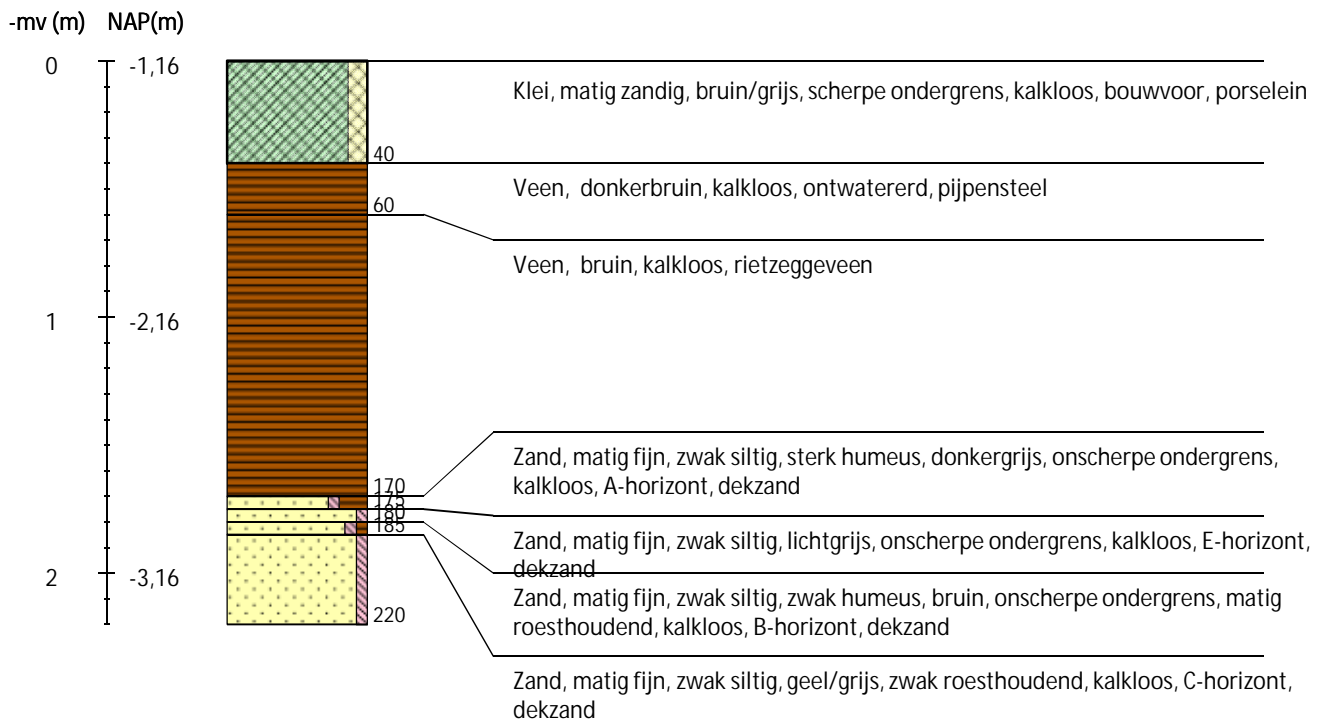 -mv (m) NAP(m)
0 -1,16
Klei, matig zandig, bruin/grijs, scherpe ondergrens, kalkloos, bouwvoor, porselein
40
Veen, donkerbruin, kalkloos, ontwatererd, pijpensteel
60
Veen, bruin, kalkloos, rietzeggeveen
1 -2,16
Zand, matig fijn, zwak siltig, sterk humeus, donkergrijs, onscherpe ondergrens,
kalkloos, A-horizont, dekzand
170
175
180
185
Zand, matig fijn, zwak siltig, lichtgrijs, onscherpe ondergrens, kalkloos, E-horizont,
dekzand
2 -3,16
Zand, matig fijn, zwak siltig, zwak humeus, bruin, onscherpe ondergrens, matig
roesthoudend, kalkloos, B-horizont, dekzand
220
Zand, matig fijn, zwak siltig, geel/grijs, zwak roesthoudend, kalkloos, C-horizont,
dekzand